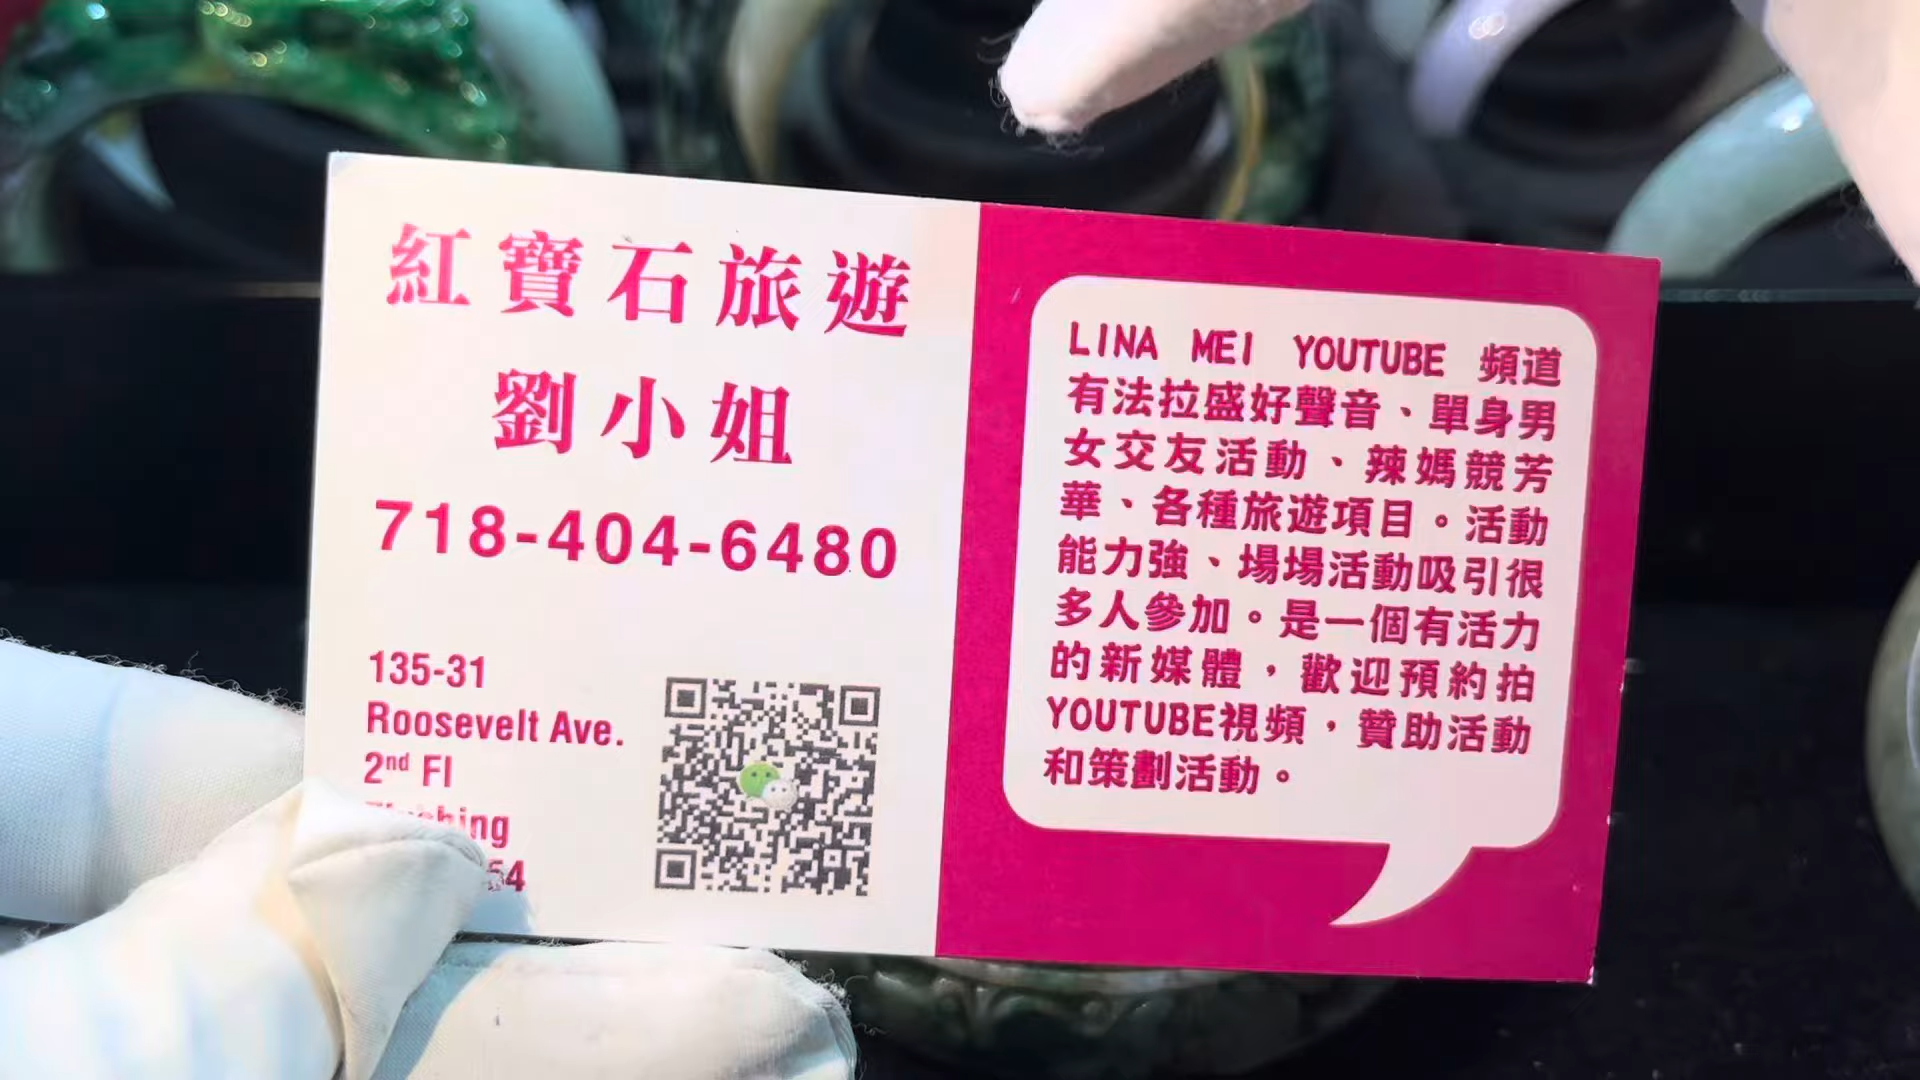 紅寶石旅遊
劉小姐
718-404-6480
135-31
Roosevelt Ave.
2nd Fl
LINA MEI YOUTUBE 頻道
有法拉盛好聲音、單身男
女交友活動、辣媽競芳
華、各種旅遊項目。活動
能力強、場場活動吸引很
多人參加。是一個有活力
的新媒體，歡迎預約拍
YOUTUBE視頻，贊助活動
和策劃活動。